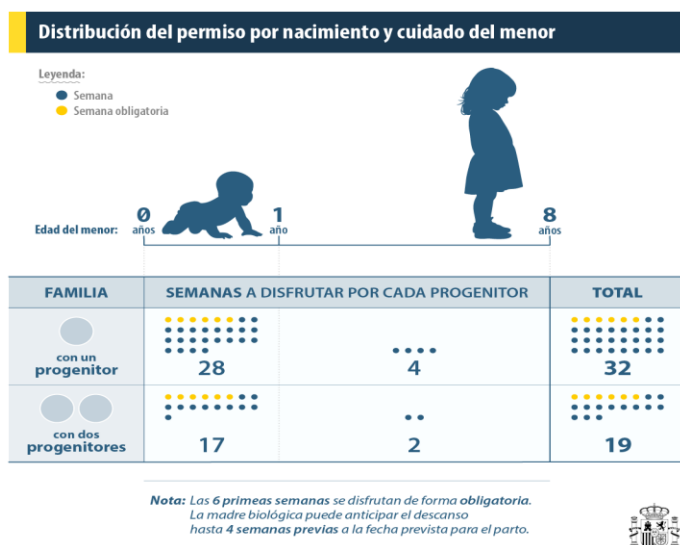 Distribución del permiso por nacimiento y cuidado del menor
Leyenda:
Semana
Semana obligatoria
Edad del menor:
0
años
1
año
8
años
FAMILIA
SEMANAS A DISFRUTAR POR CADA PROGENITOR
TOTAL
con un
progenitor
28
4
32
con dos
progenitores
17
2
19
Nota: Las 6 primeas semanas se disfrutan de forma obligatoria.
La madre biológica puede anticipar el descanso
hasta 4 semanas previas a la fecha prevista para el parto.